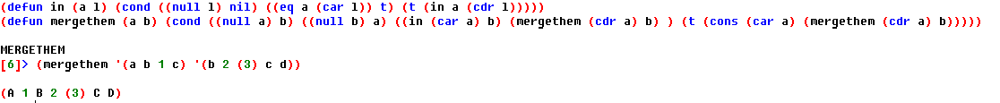 (defun in (a l) (cond ((null l) nil) ((eq a (car l)) t) (t (in a (cdr l)))))
(defun mergethem (a b) (cond ((null a) b) ((null b) a) ((in (car a) b) (mergethem (cdr a) b) ) (t (cons (car a) (mergethem (cdr a) b)))))
MERGETHEM
[6]> (mergethem '(a b 1 c) '(b 2 (3) c d))
(A 1 B 2 (3) C D)